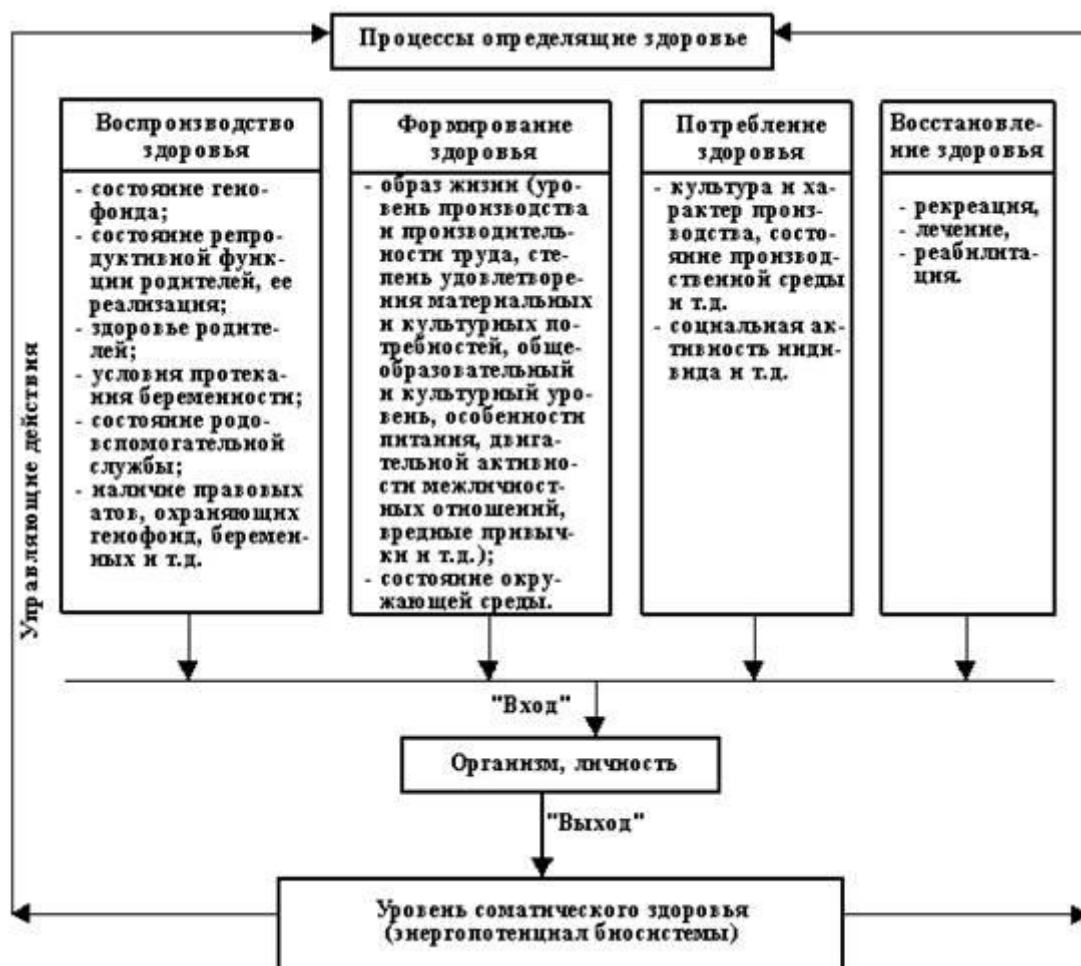 Процессы определящие здоровье
Воспроизводство
здоровья
- состояние гено-
фонда;
- состояние репро-
дуктивной функ-
ции родителей, ее
реализация;
- здоровье родите-
лей;
- условия протека-
ния беременности;
- состояние родо-
вспомогательной
службы;
- наличие правовых
атов, охраняющих
генофонд, беремен-
ных и т.д.
Формирование
здоровья
- образ жизни (уро-
вень производства
и производитель-
ности труда, сте-
пень удовлетворе-
ния материальных
и культурных по-
требностей, обще-
образовательный
и культурный уро-
вень, особенности
питания, двига-
тельной активно-
сти межличност-
ных отношений,
вредные привыч-
ки и т.д.);
- состояние окру-
жающей среды.
Потребление
здоровья
- культура и ха-
рактер произ-
водства, состо-
яние производ-
ственной среды
и т.д.
- социальная ак-
тивность инди-
вида и т.д.
Восстановле-
ние здоровья
- рекреация,
- лечение,
- реабилита-
ция.
Управляющие действия
"Вход"
Организм, личность
"Выход"
Уровень соматического здоровья
(энергопотенциал биосистемы)